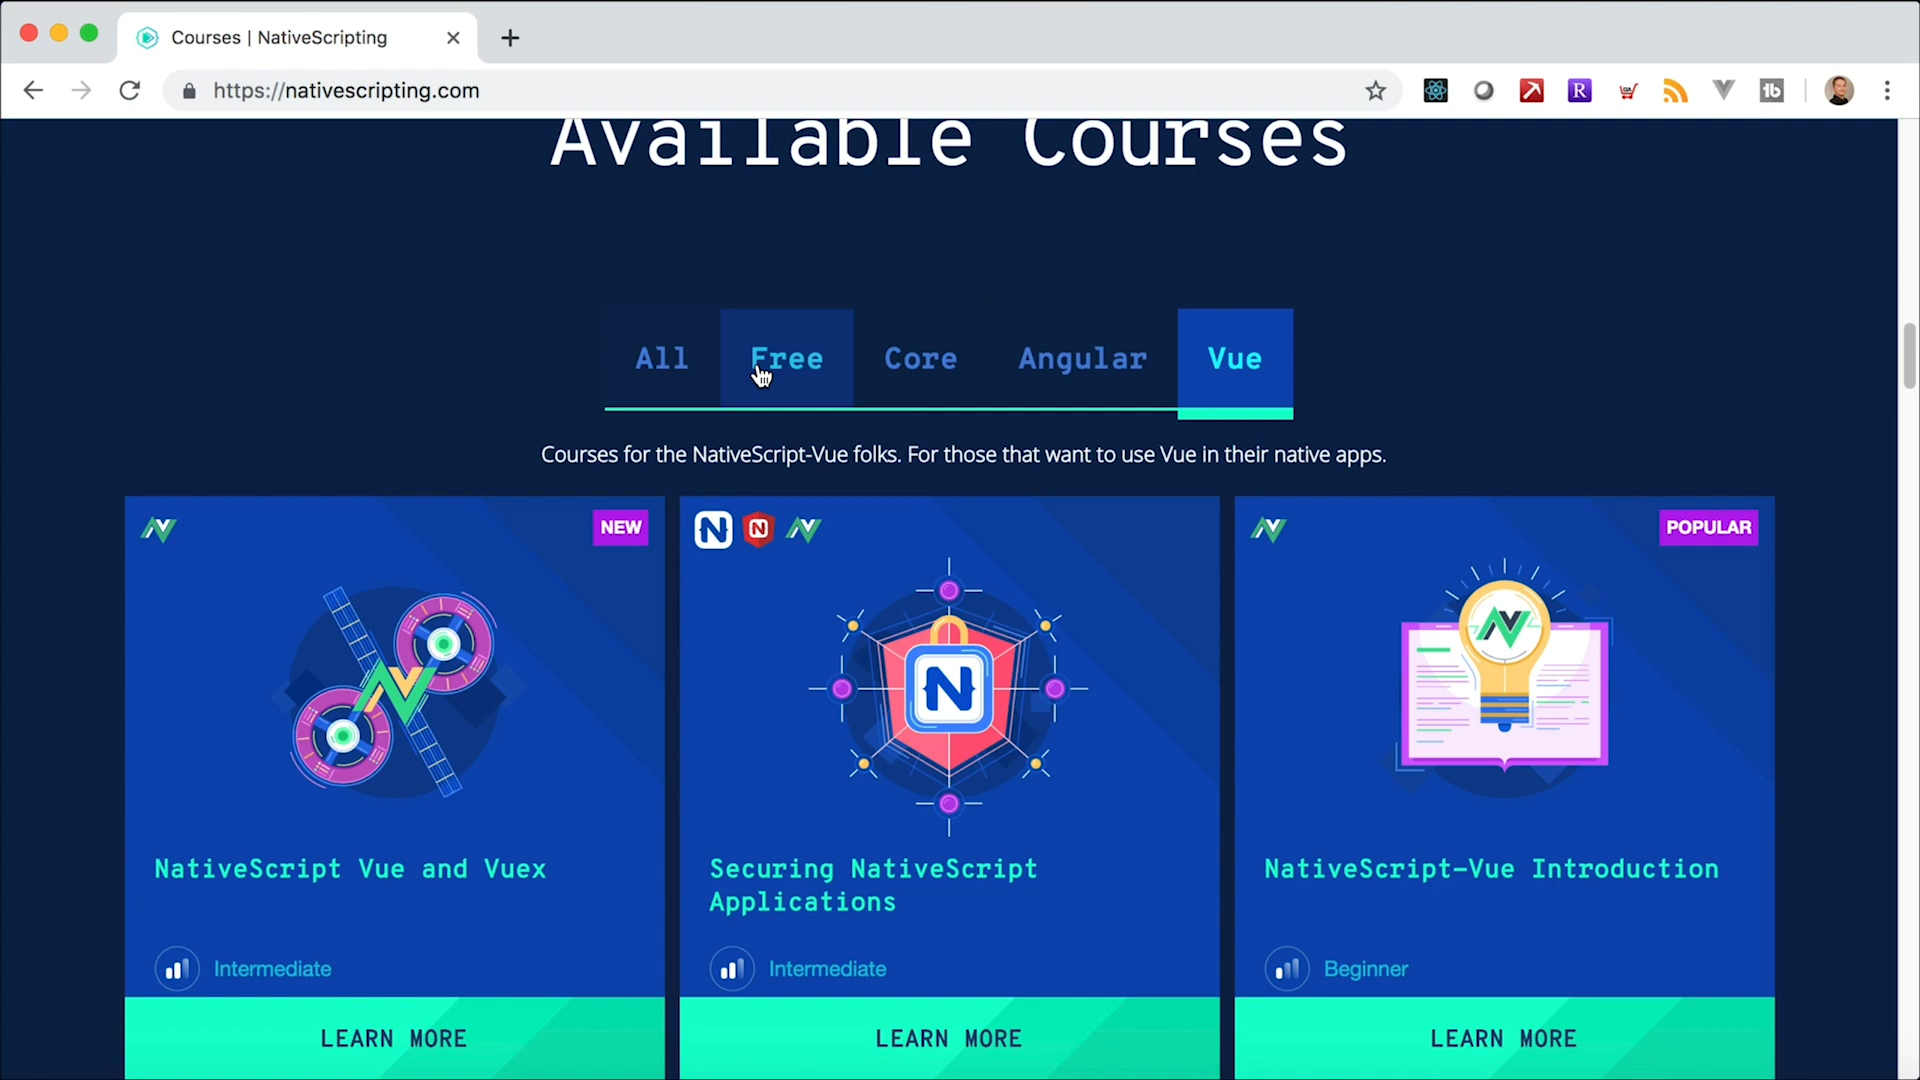 Courses | NativeScripting
https://nativescripting.com
R
tb
Available Courses
All Free Core Angular Vue
Courses for the NativeScript-Vue folks. For those that want to use Vue in their native apps.
NEW
N N
POPULAR
N
NativeScript Vue and Vuex
Securing NativeScript
Applications
NativeScript-Vue Introduction
Intermediate
Intermediate
Beginner
LEARN MORE
LEARN MORE
LEARN MORE